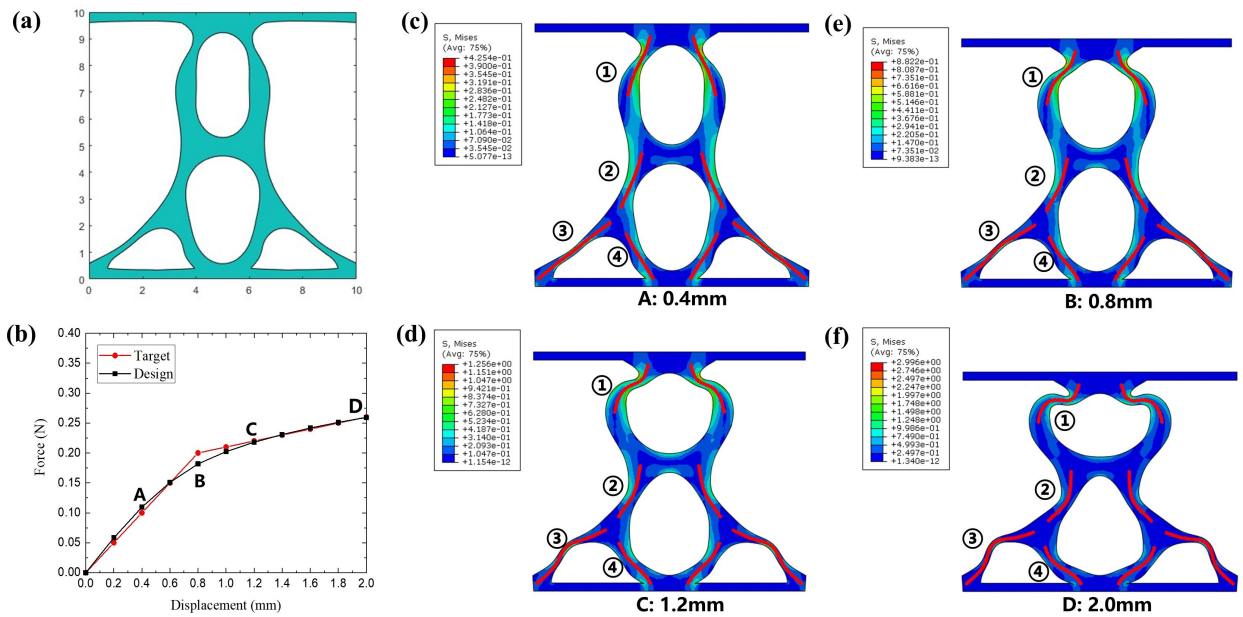 (a)
10
9
8
7
6
5
4
3
2
1
0
0 2 4 6 8 10
(b)
0.40
0.35
0.30
0.25
0.20
0.15
0.10
0.05
0.00
Force (N)
Target
Design
A
B
C
D
0.0 0.2 0.4 0.6 0.8 1.0 1.2 1.4 1.6 1.8 2.0
Displacement (mm)
(c)
S, Mises
(Avg: 75%)
+4.254e-01
+3.900e-01
+3.545e-01
+3.191e-01
+2.836e-01
+2.482e-01
+2.127e-01
+1.773e-01
+1.418e-01
+1.064e-01
+7.090e-02
+3.545e-02
+5.077e-13
①
②
③
④
A: 0.4mm
(d)
S, Mises
(Avg: 75%)
+1.256e+00
+1.151e+00
+1.047e+00
+9.421e-01
+8.374e-01
+7.327e-01
+6.280e-01
+5.234e-01
+4.187e-01
+3.140e-01
+2.093e-01
+1.047e-01
+1.154e-12
①
②
③
④
C: 1.2mm
(e)
S, Mises
(Avg: 75%)
+8.822e-01
+8.087e-01
+7.351e-01
+6.616e-01
+5.881e-01
+5.146e-01
+4.411e-01
+3.676e-01
+2.941e-01
+2.205e-01
+1.470e-01
+7.351e-02
+9.383e-13
①
②
③
④
B: 0.8mm
(f)
S, Mises
(Avg: 75%)
+2.996e+00
+2.746e+00
+2.497e+00
+2.247e+00
+1.997e+00
+1.748e+00
+1.498e+00
+1.248e+00
+9.986e-01
+7.490e-01
+4.993e-01
+2.497e-01
+1.340e-12
①
②
③
④
D: 2.0mm